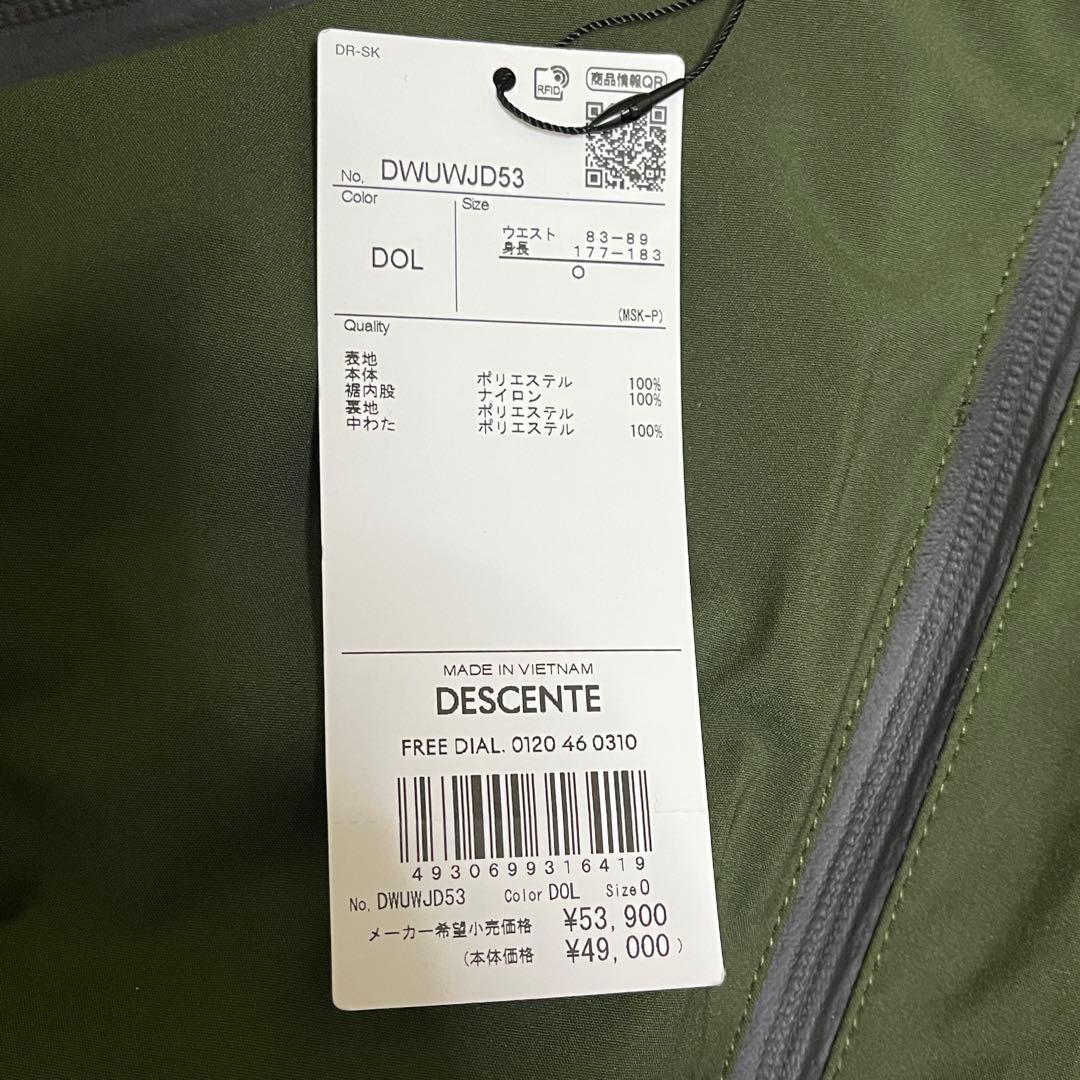 DR-SK
RFID
商品情報QR
No. DWUWJD53
Color
Size
DOL
ウエスト 83-89
身長 177-183
O
(MSK-P)
Quality
表地
本体 ポリエステル 100%
裾内股 ナイロン 100%
裏地 ポリエステル
中わた ポリエステル 100%
MADE IN VIETNAM
DESCENTE
FREE DIAL. 0120 46 0310
4930699316419
No. DWUWJD53 Color DOL Size O
メーカー希望小売価格 ¥53,900
(本体価格 ¥49,000)